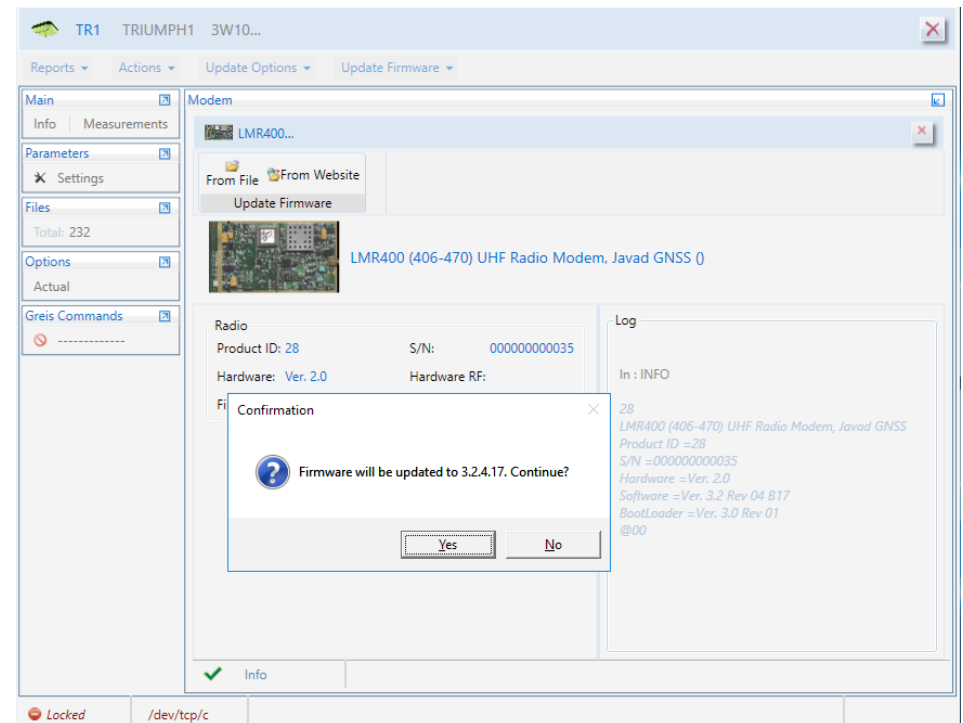 TR1 TRIUMPH1 3W10...
Reports Actions Update Options Update Firmware
Main
Info Measurements
Parameters
Settings
Files
Total: 232
Options
Actual
Greis Commands
-------------
Modem
LMR400...
From File From Website
Update Firmware
LMR400 (406-470) UHF Radio Modem, Javad GNSS ()
Radio
Product ID: 28 S/N: 000000000035
Hardware: Ver. 2.0 Hardware RF:
Fi
Confirmation
Firmware will be updated to 3.2.4.17. Continue?
Yes No
Log
In : INFO
28
LMR400 (406-470) UHF Radio Modem, Javad GNSS
Product ID =28
S/N =000000000035
Hardware =Ver. 2.0
Software =Ver. 3.2 Rev 04 B17
BootLoader =Ver. 3.0 Rev 01
@00
Info
Locked /dev/tcp/c